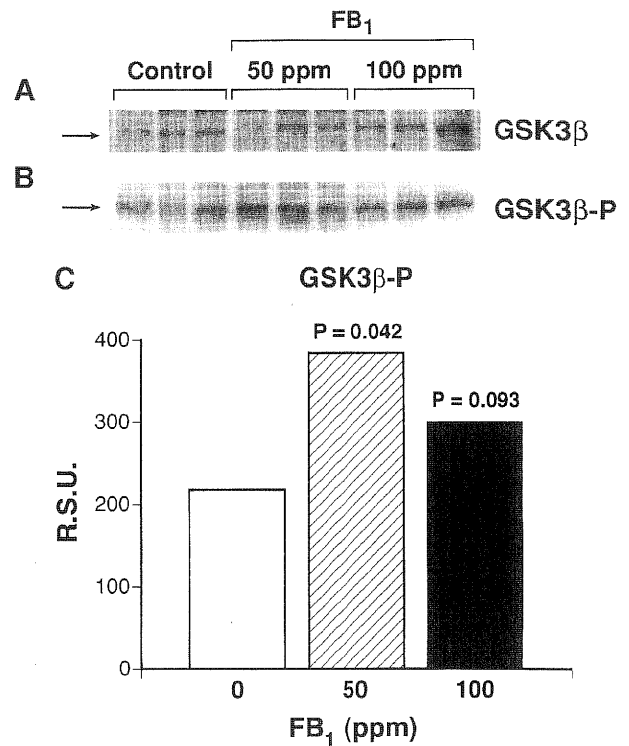 FB1
Control 50 ppm 100 ppm
A
GSK3β
B
GSK3β-P
C GSK3β-P
400 P = 0.042
P = 0.093
300
R.S.U.
200
100
0
0 50 100
FB1 (ppm)